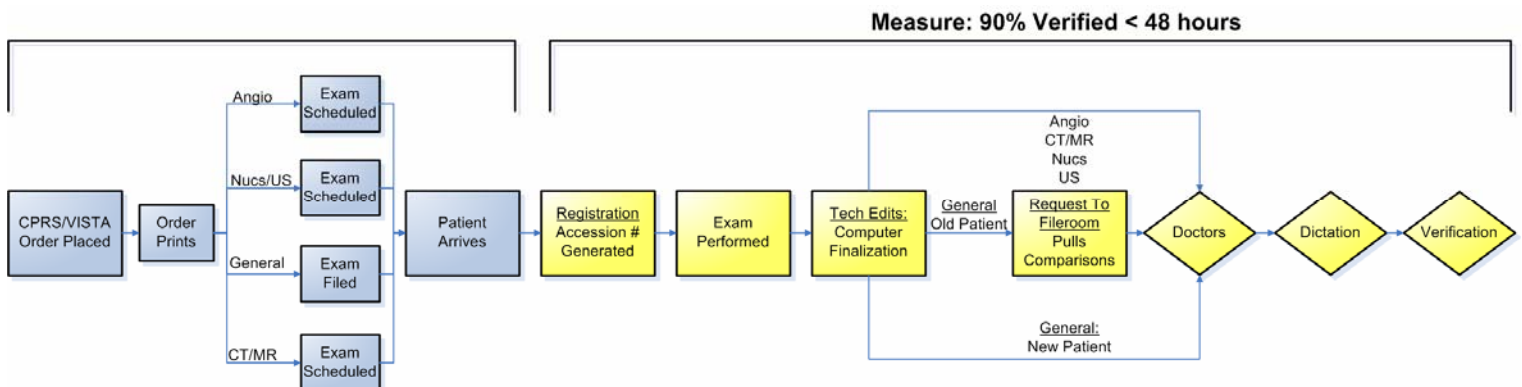 Measure: 90% Verified < 48 hours
Angio
Exam
Scheduled
Nucs/US
Exam
Scheduled
General
Exam
Filed
CT/MR
Exam
Scheduled
CPRS/VISTA
Order Placed
Order
Prints
Patient
Arrives
Registration
Accession #
Generated
Exam
Performed
Tech Edits:
Computer
Finalization
Angio
CT/MR
Nucs
US
General
Old Patient
Request To
Fileroom
Pulls
Comparisons
General:
New Patient
Doctors
Dictation
Verification